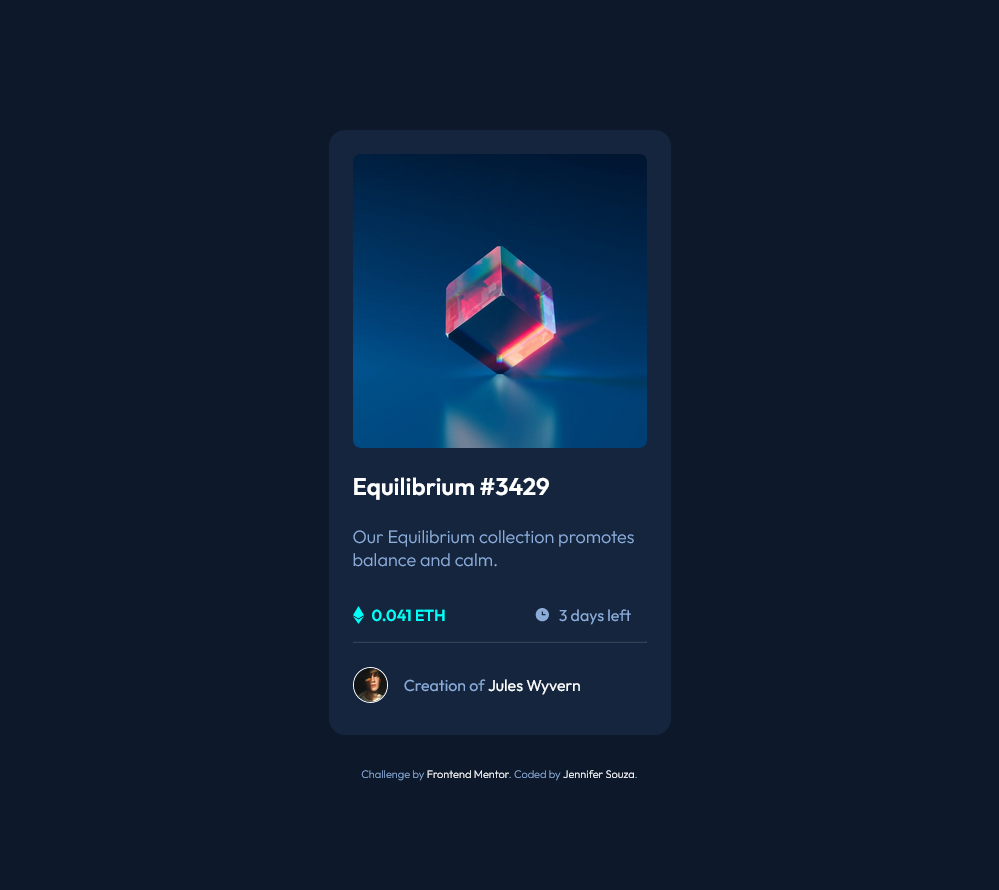 Equilibrium #3429
Our Equilibrium collection promotes
balance and calm.
0.041 ETH
3 days left
Creation of Jules Wyvern
Challenge by Frontend Mentor. Coded by Jennifer Souza.